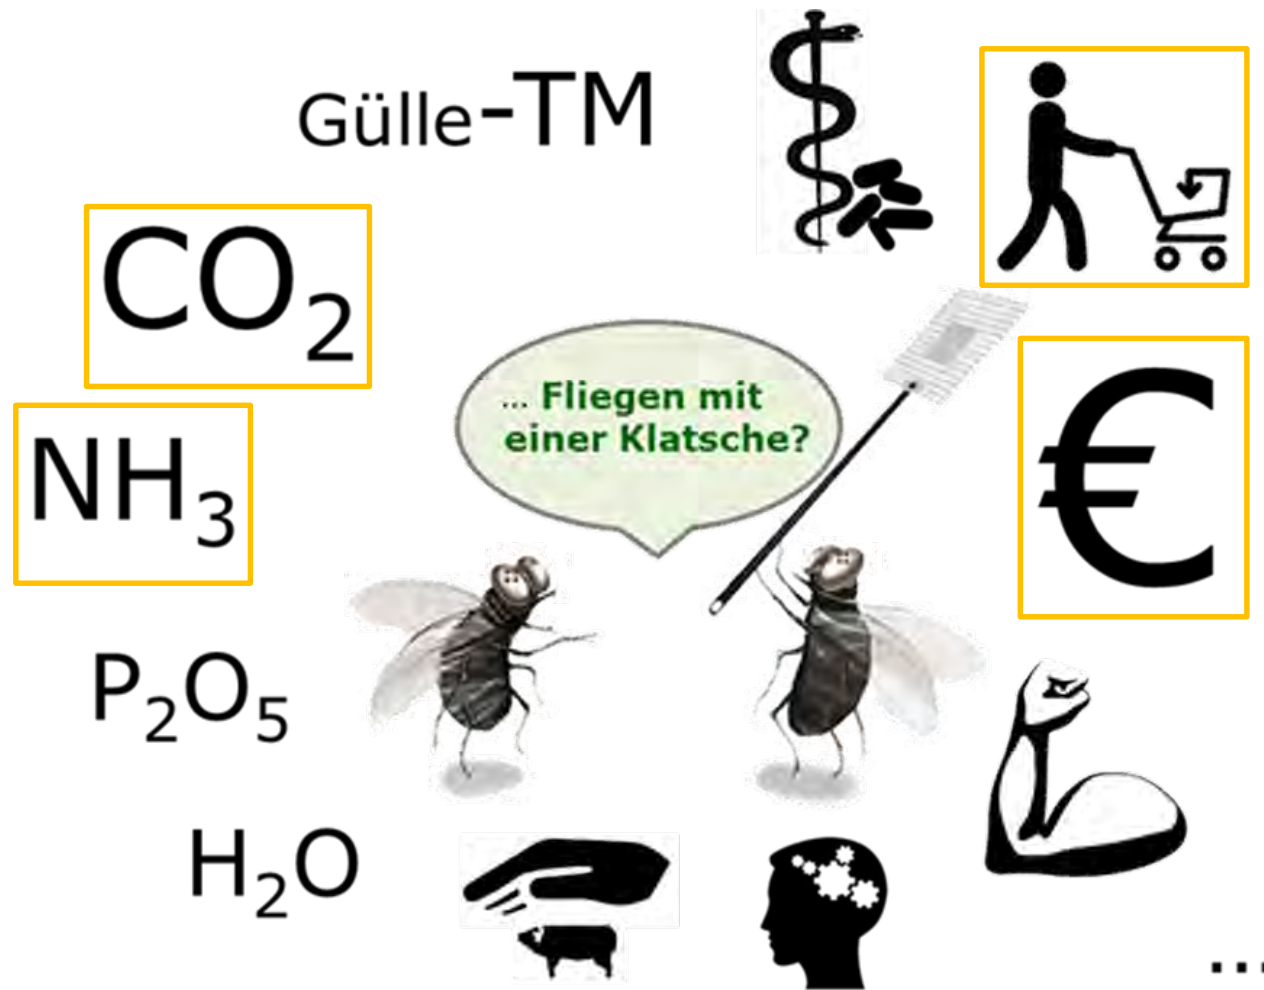 Gülle-TM
CO₂
NH₃
P₂O₅
H₂O
... Fliegen mit
einer Klatsche?
€
...